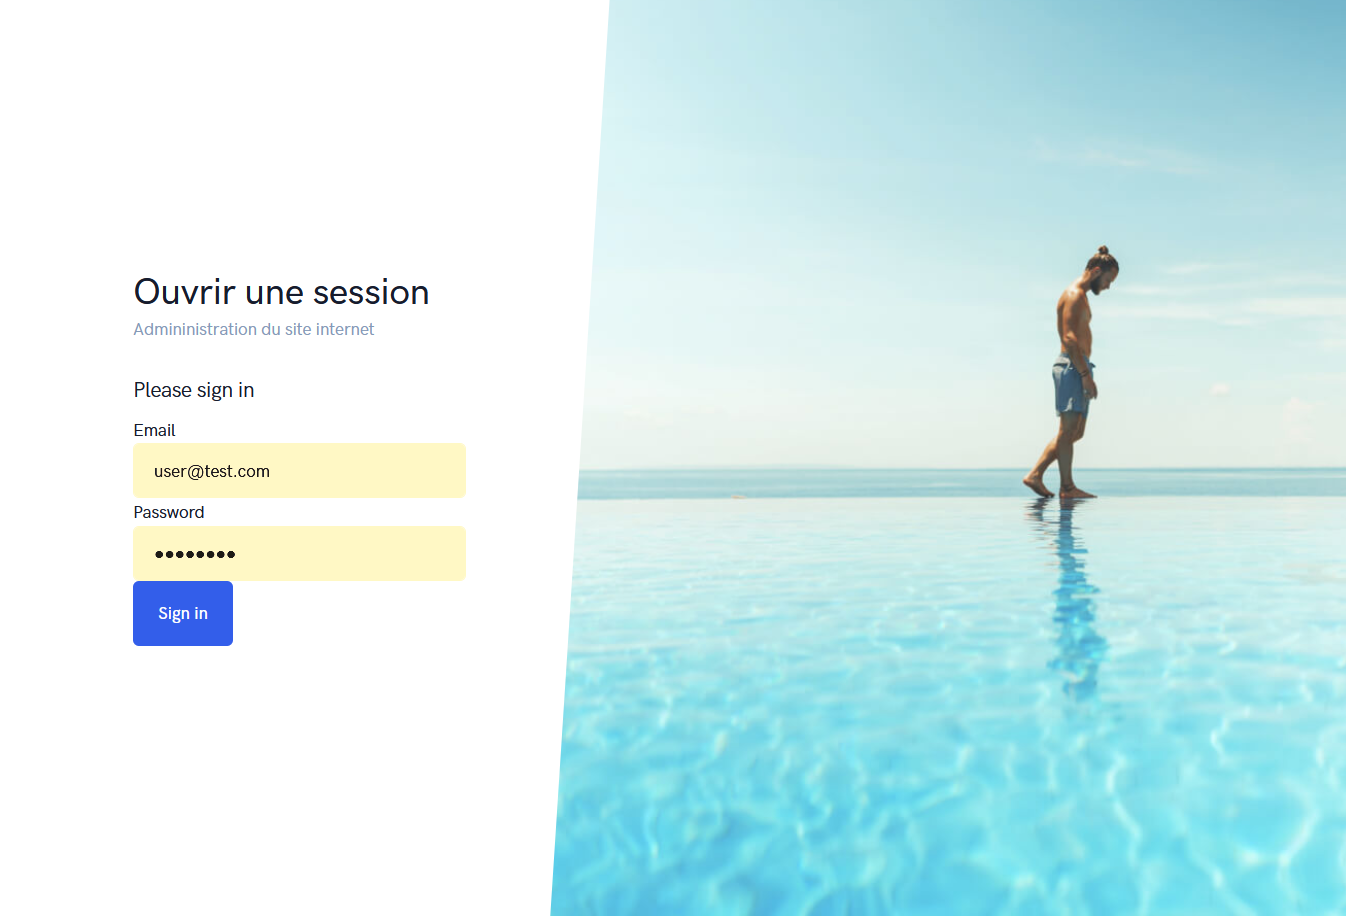 Ouvrir une session
Admininistration du site internet
Please sign in
Email
user@test.com
Password
••••••••
Sign in